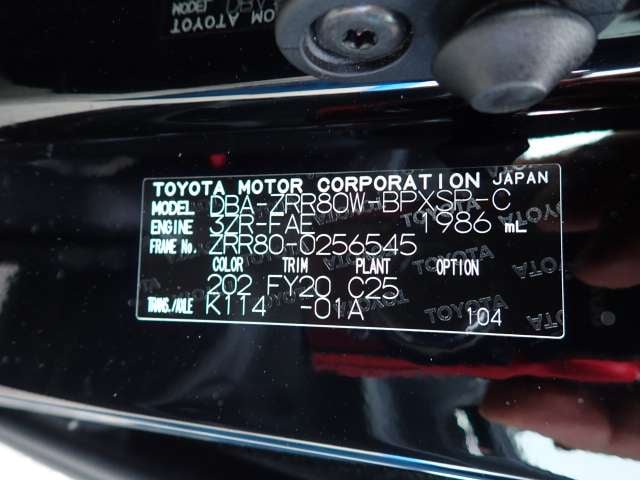 TOYOTA MOTOR CORPORATION JAPAN
MODEL DBA-ZRR80W-BPXSP-C
ENGINE 3ZR-FAE 1986 mL
FRAME No. ZRR80-0256545
COLOR TRIM PLANT OPTION
202 FY20 C25
TRANS./AXLE K114 -01A 104